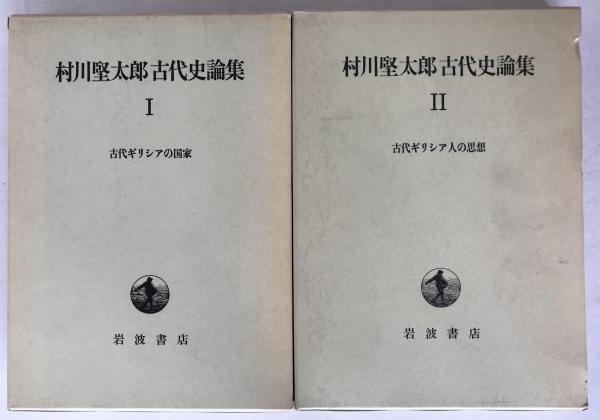 村川堅太郎古代史論集
I
古代ギリシアの国家
岩波書店
村川堅太郎古代史論集
II
古代ギリシア人の思想
岩波書店